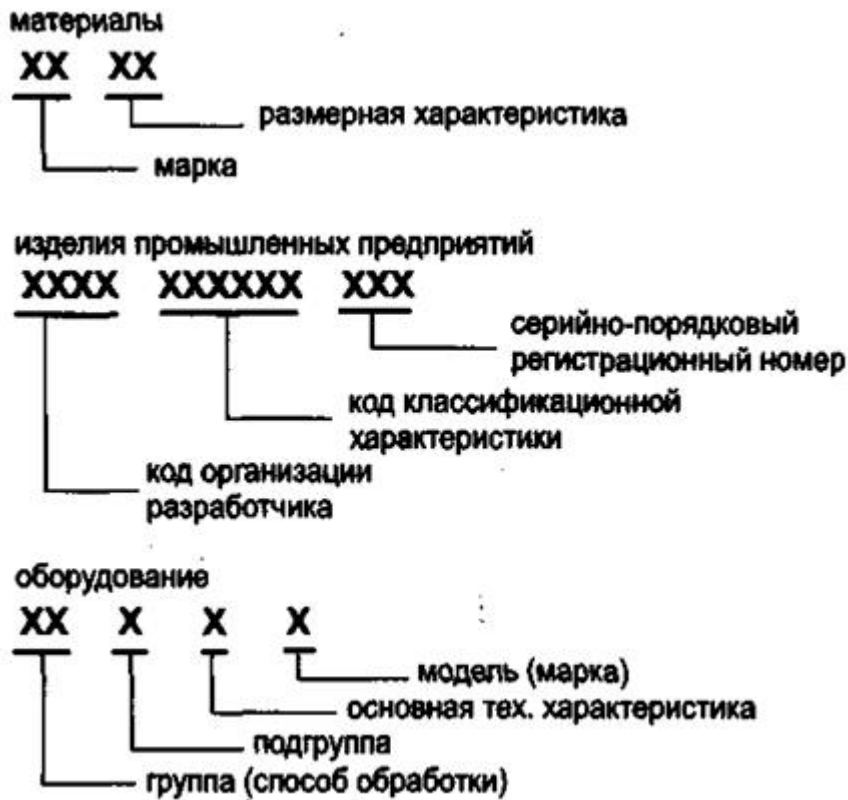 материалы
XX XX
размерная характеристика
марка
изделия промышленных предприятий
XXXX XXXXXX XXX
серийно-порядковый
регистрационный номер
код классификационной
характеристики
код организации
разработчика
оборудование
XX X X X
модель (марка)
основная тех. характеристика
подгруппа
группа (способ обработки)